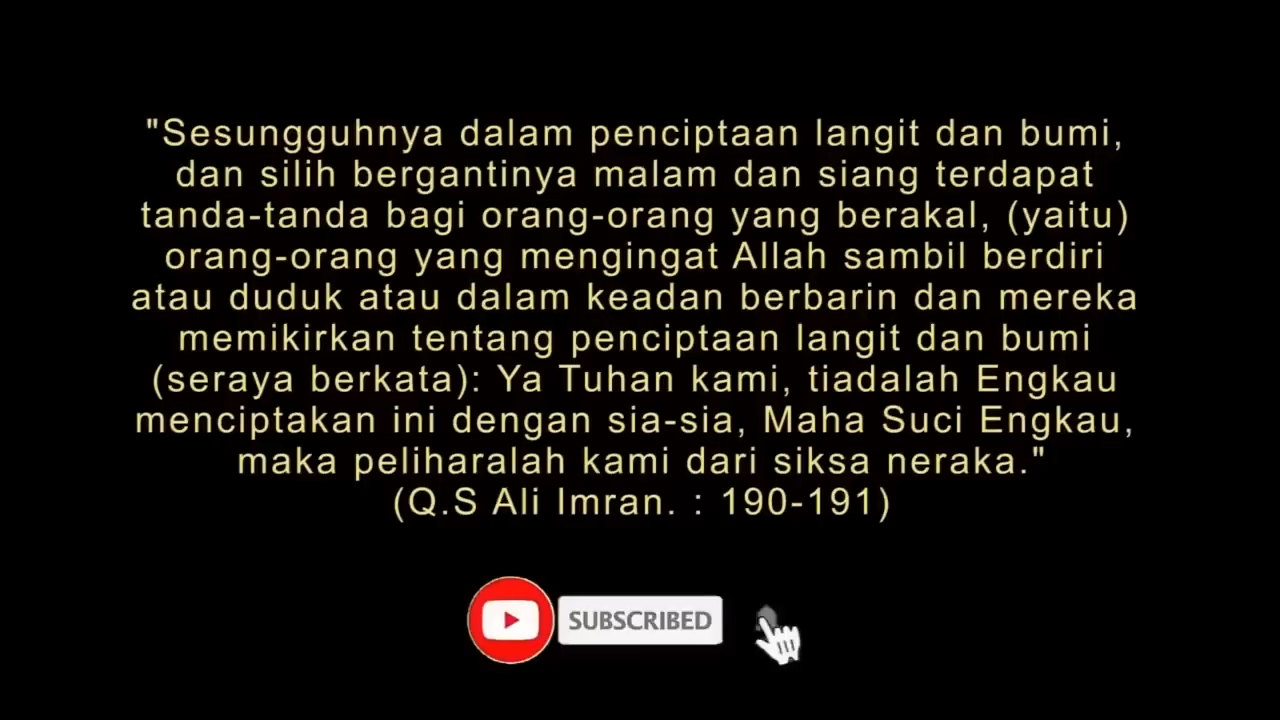 "Sesungguhnya dalam penciptaan langit dan bumi,
dan silih bergantinya malam dan siang terdapat
tanda-tanda bagi orang-orang yang berakal, (yaitu)
orang-orang yang mengingat Allah sambil berdiri
atau duduk atau dalam keadan berbarin dan mereka
memikirkan tentang penciptaan langit dan bumi
(seraya berkata): Ya Tuhan kami, tiadalah Engkau
menciptakan ini dengan sia-sia, Maha Suci Engkau,
maka peliharalah kami dari siksa neraka."
(Q.S Ali Imran. : 190-191)
SUBSCRIBED